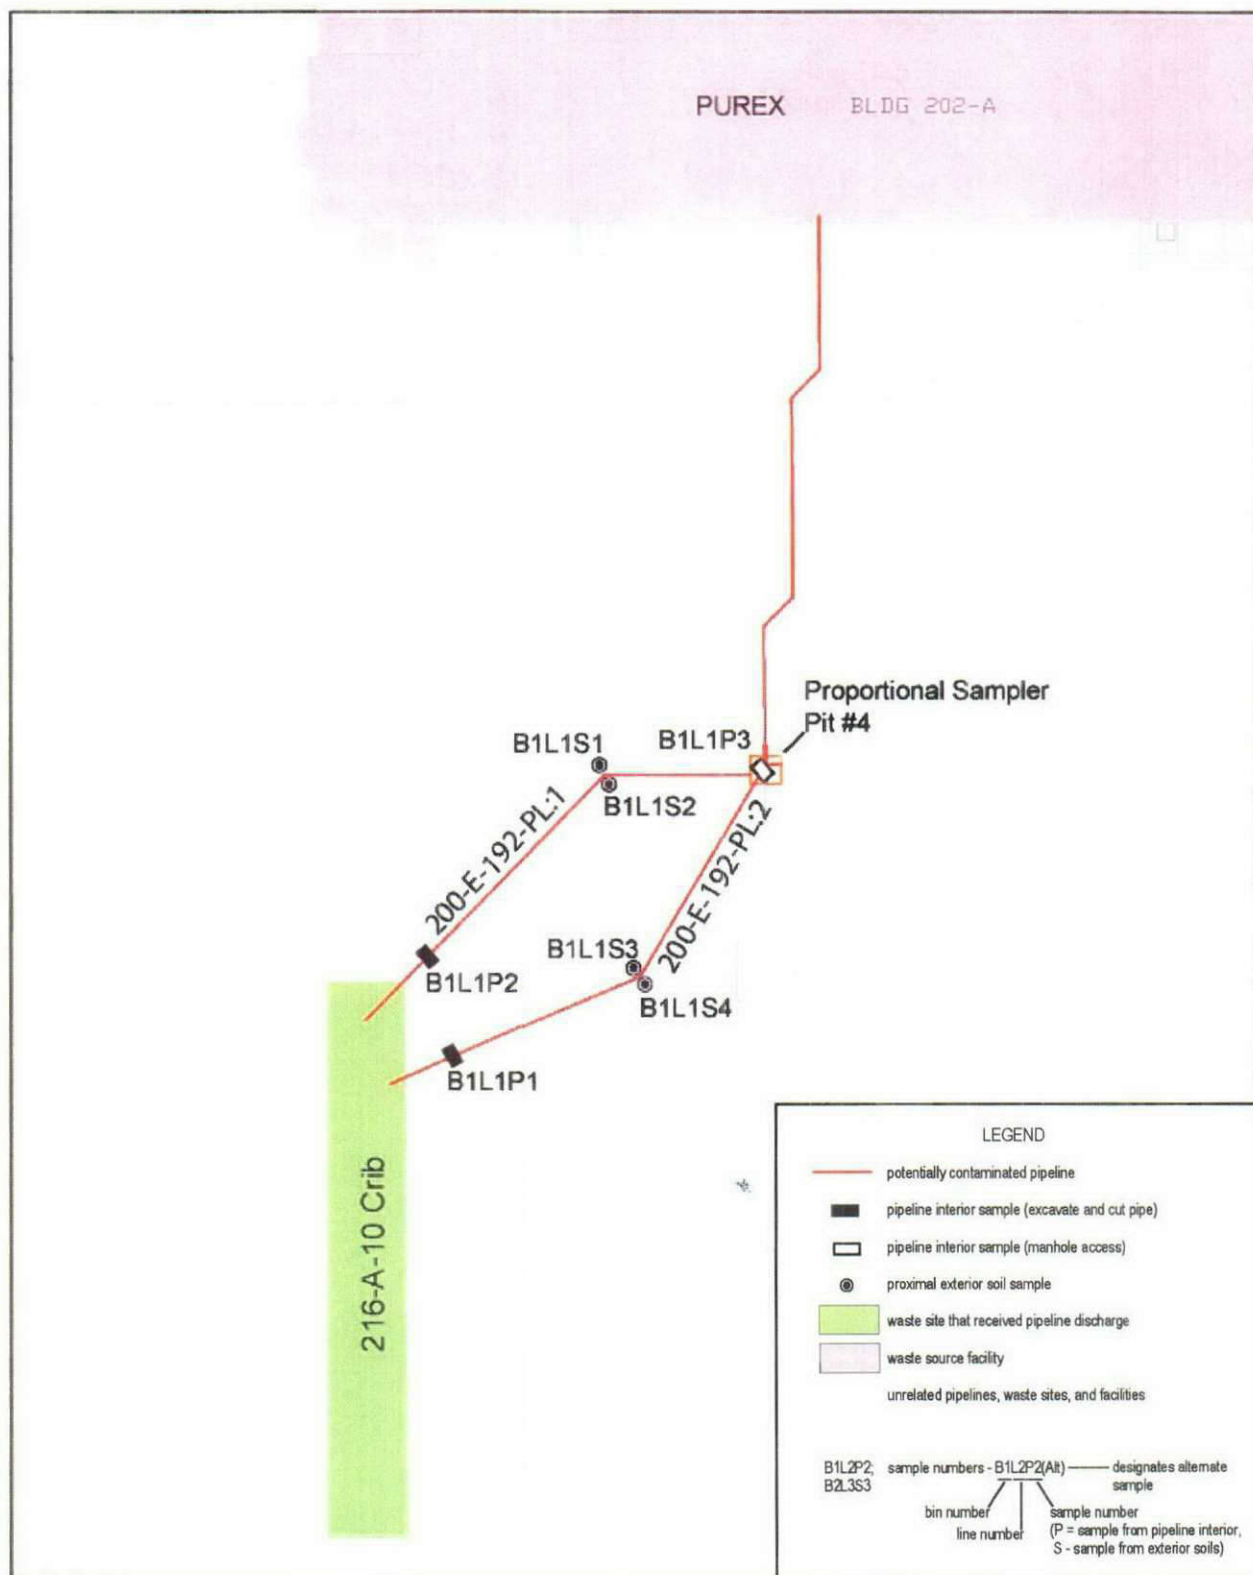 PUREX BLDG 202-A
Proportional Sampler
Pit #4
B1L1P3
B1L1S1
B1L1S2
200-E-192-PL:1
200-E-192-PL:2
B1L1S3
B1L1S4
B1L1P2
B1L1P1
216-A-10 Crib
LEGEND
potentially contaminated pipeline
pipeline interior sample (excavate and cut pipe)
pipeline interior sample (manhole access)
proximal exterior soil sample
waste site that received pipeline discharge
waste source facility
unrelated pipelines, waste sites, and facilities
B1L2P2; sample numbers - B1L2P2(Alt) designates alternate
B2L3S3 sample
bin number sample number
line number (P = sample from pipeline interior,
S - sample from exterior soils)